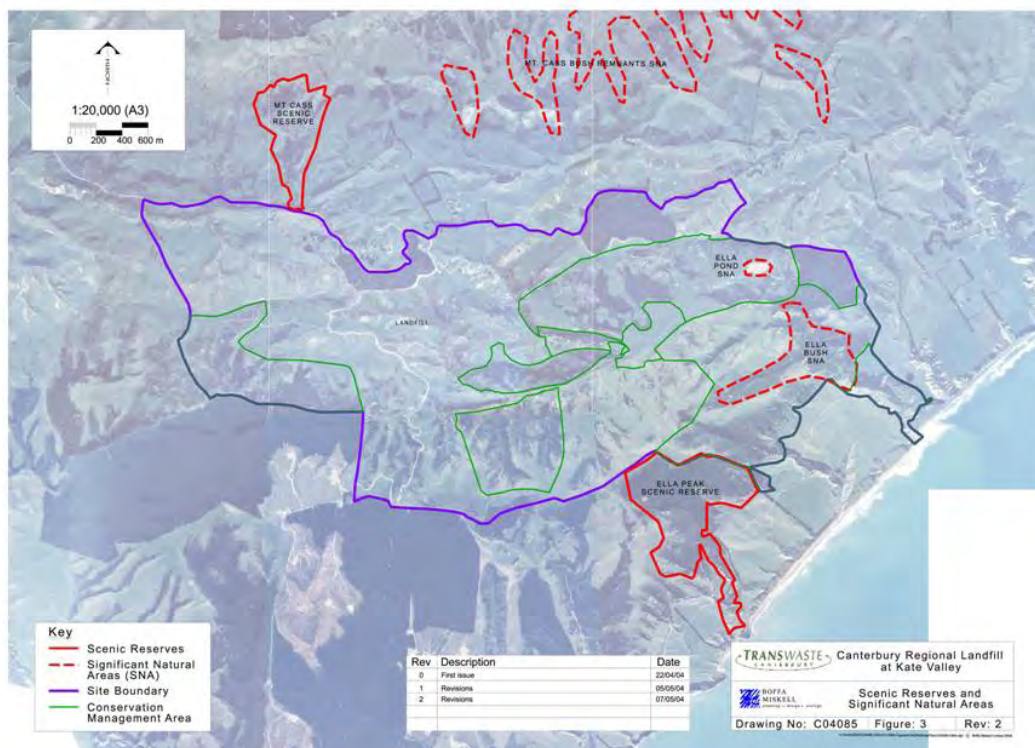 NORTH
1:20,000 (A3)
0 200 400 600 m
MT CASS
SCENIC
RESERVE
MT. CASS BUSH REMNANTS SNA
ELLA
POND
SNA
LANDFILL
ELLA
BUSH
SNA
ELLA PEAK
SCENIC RESERVE
Key
Scenic Reserves
Significant Natural
Areas (SNA)
Site Boundary
Conservation
Management Area
Rev Description Date
0 First issue 22/04/04
1 Revisions 05/05/04
2 Revisions 07/05/04
TRANSWASTE
CANTERBURY
Canterbury Regional Landfill
at Kate Valley
BOFFA
MISKELL
Scenic Reserves and
Significant Natural Areas
Drawing No: C04085 Figure: 3 Rev: 2